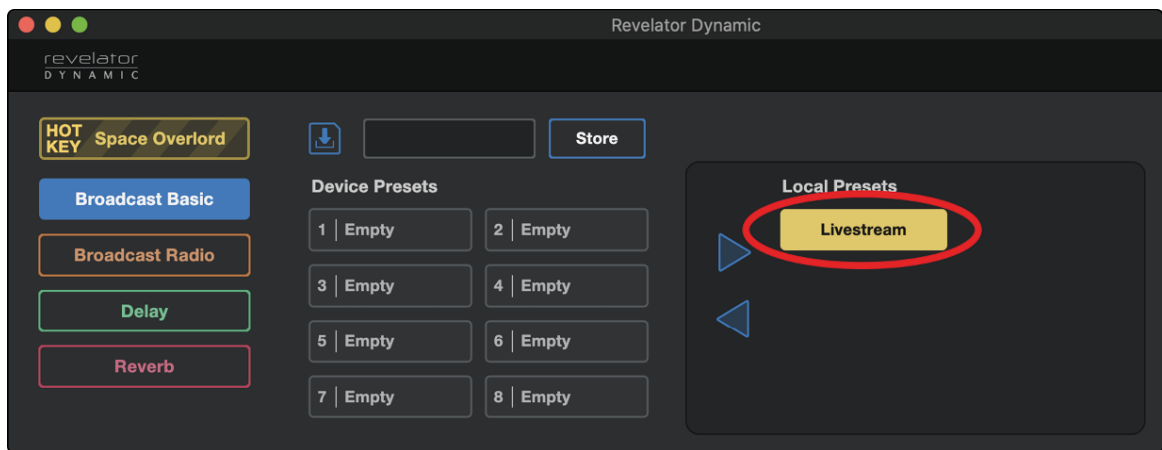 Revelator Dynamic
revelator
DYNAMIC
HOT KEY Space Overlord
Broadcast Basic
Broadcast Radio
Delay
Reverb
Store
Device Presets
1 | Empty
2 | Empty
3 | Empty
4 | Empty
5 | Empty
6 | Empty
7 | Empty
8 | Empty
Local Presets
Livestream